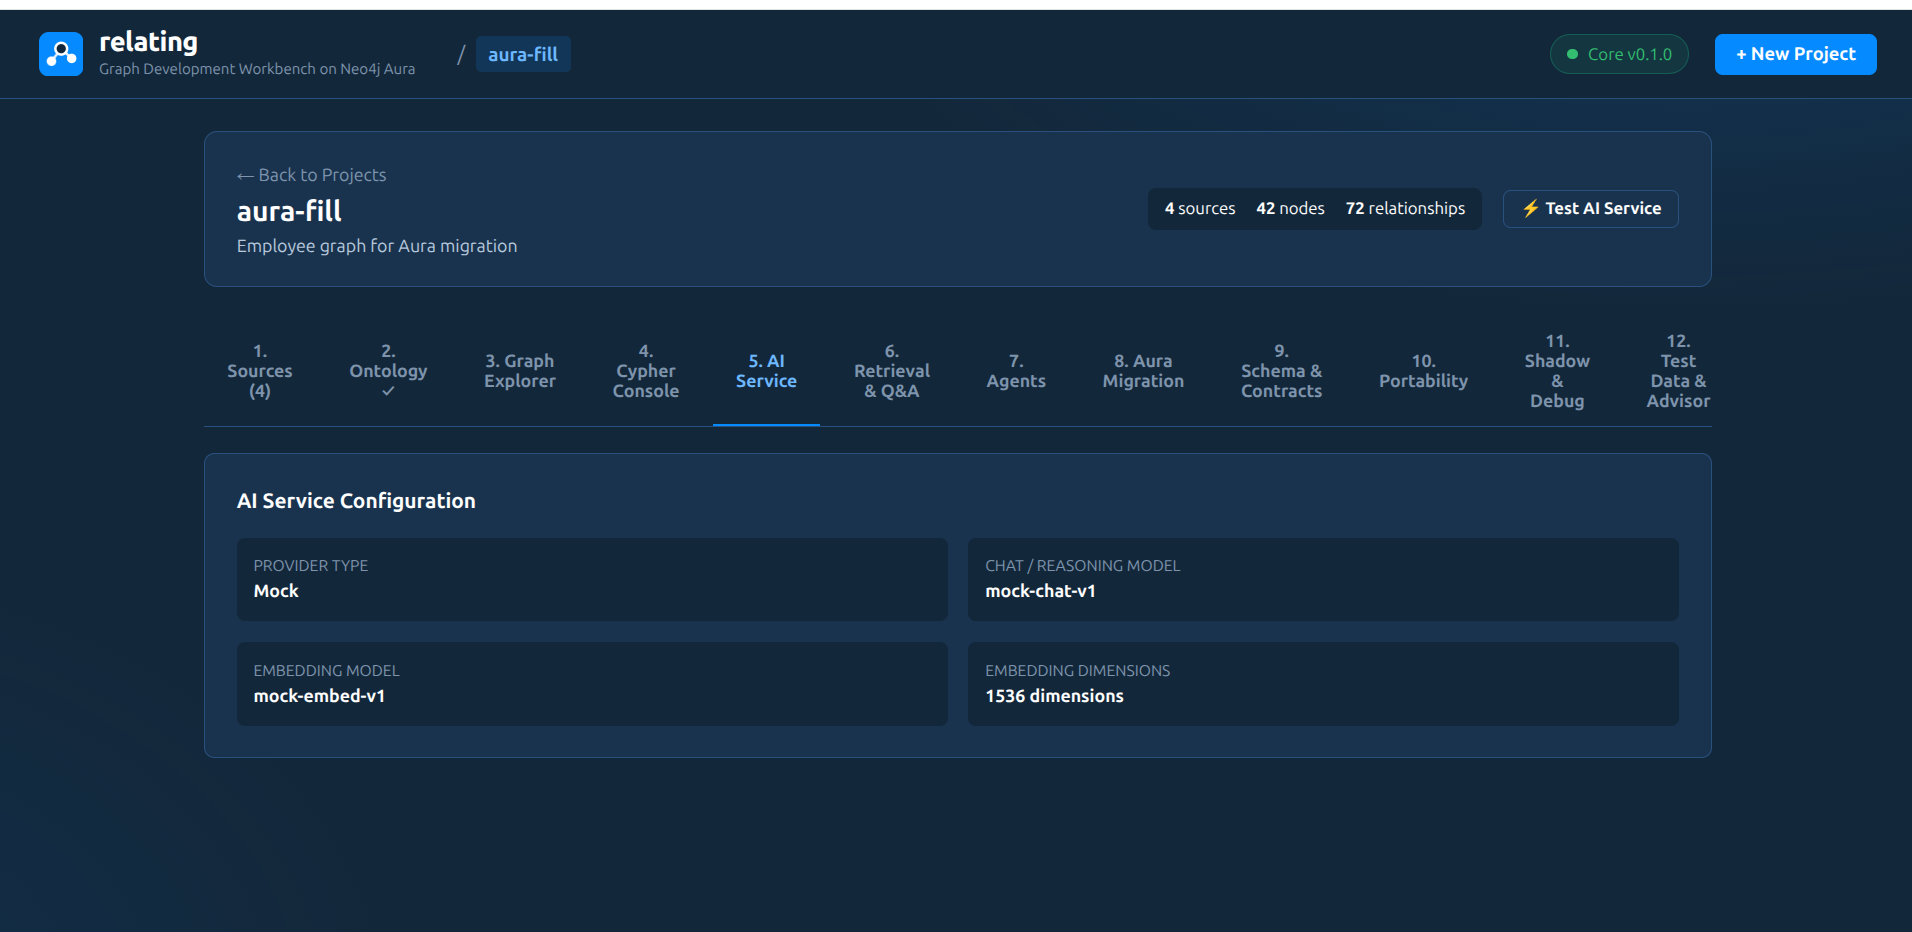 relating
Graph Development Workbench on Neo4j Aura
/ aura-fill
Core v0.1.0
+ New Project
← Back to Projects
aura-fill
Employee graph for Aura migration
4 sources 42 nodes 72 relationships
⚡ Test AI Service
1.
Sources
(4)
2.
Ontology
✓
3. Graph
Explorer
4.
Cypher
Console
5. AI
Service
6.
Retrieval
& Q&A
7.
Agents
8. Aura
Migration
9.
Schema &
Contracts
10.
Portability
11.
Shadow
&
Debug
12.
Test
Data &
Advisor
AI Service Configuration
PROVIDER TYPE
Mock
CHAT / REASONING MODEL
mock-chat-v1
EMBEDDING MODEL
mock-embed-v1
EMBEDDING DIMENSIONS
1536 dimensions